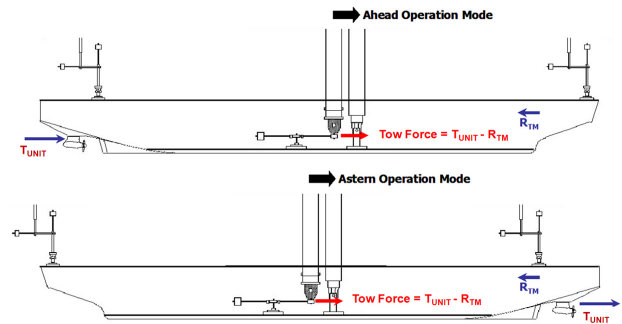 Ahead Operation Mode
R_TM
Tow Force = T_UNIT - R_TM
T_UNIT
Astern Operation Mode
R_TM
Tow Force = T_UNIT - R_TM
T_UNIT